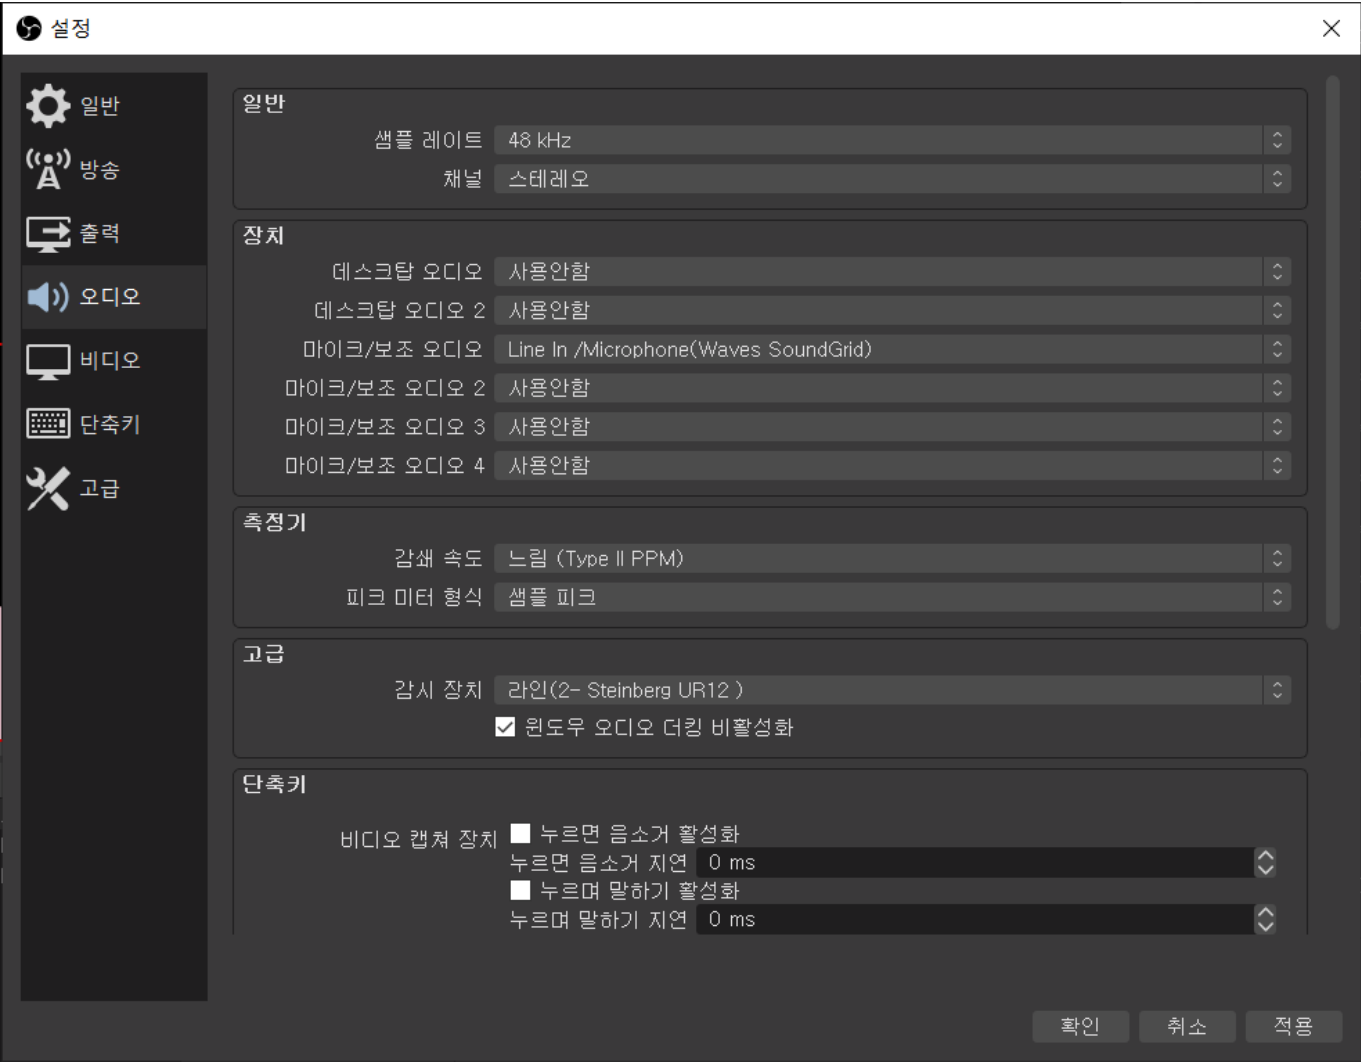 설정
일반
방송
출력
오디오
비디오
단축키
고급
일반
샘플 레이트 48 kHz
채널 스테레오
장치
데스크탑 오디오 사용안함
데스크탑 오디오 2 사용안함
마이크/보조 오디오 Line In /Microphone(Waves SoundGrid)
마이크/보조 오디오 2 사용안함
마이크/보조 오디오 3 사용안함
마이크/보조 오디오 4 사용안함
측정기
감쇄 속도 느림 (Type II PPM)
피크 미터 형식 샘플 피크
고급
감시 장치 라인(2- Steinberg UR12 )
윈도우 오디오 더킹 비활성화
단축키
비디오 캡쳐 장치 누르면 음소거 활성화
누르면 음소거 지연 0 ms
누르며 말하기 활성화
누르며 말하기 지연 0 ms
확인 취소 적용